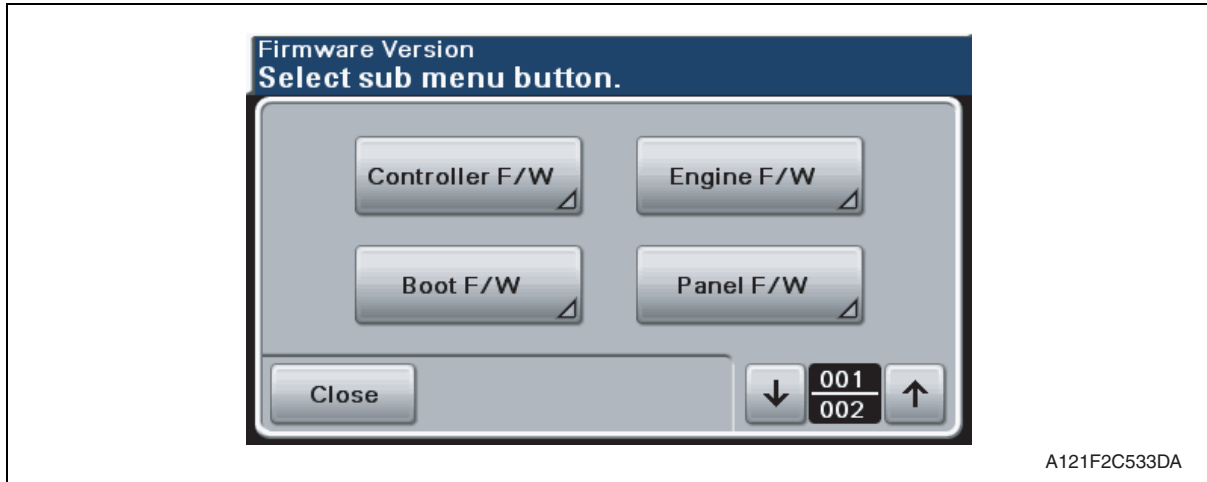 Firmware Version
Select sub menu button.
Controller F/W
Engine F/W
Boot F/W
Panel F/W
Close
001
002
A121F2C533DA